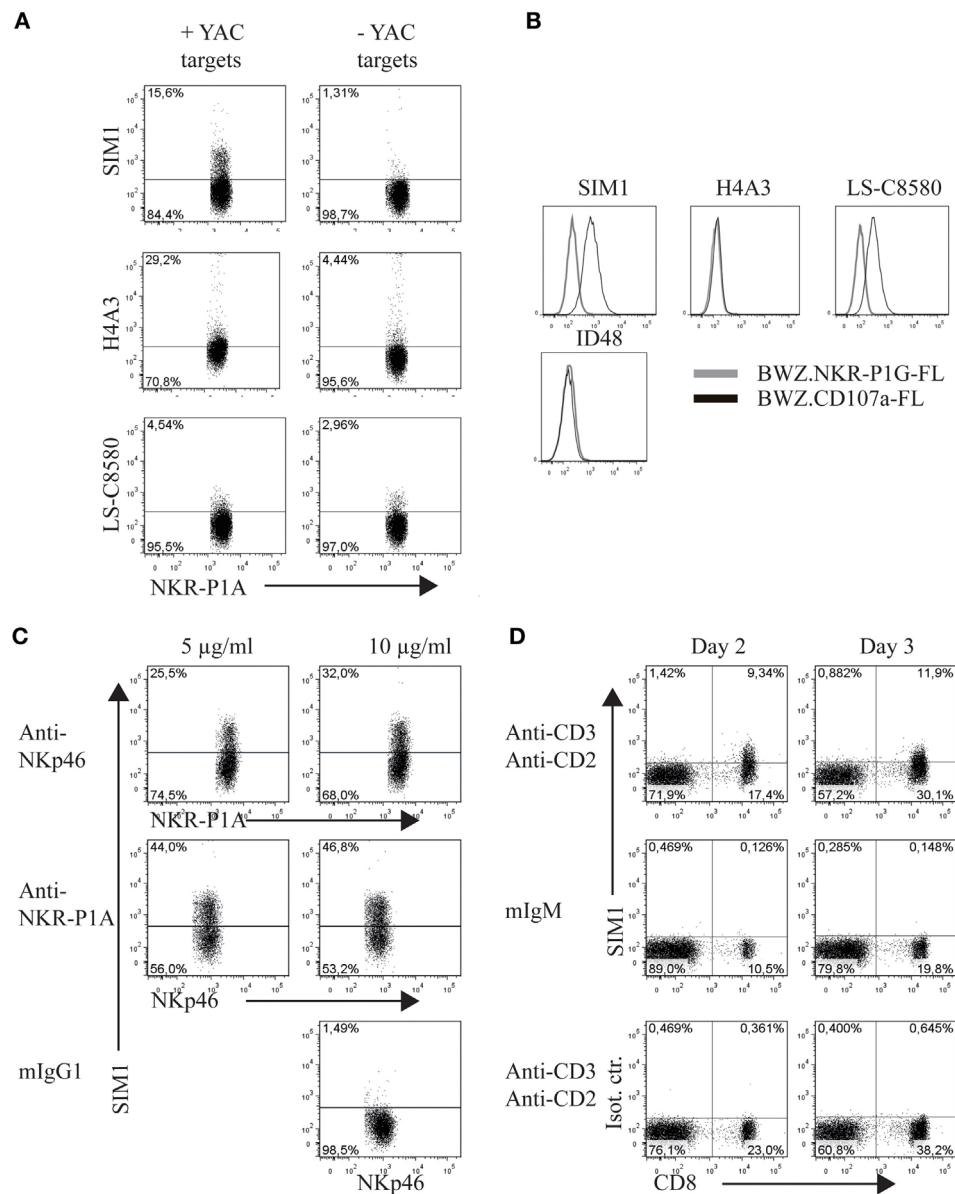 A
+ YAC targets
- YAC targets
SIM1
15,6%
84,4%
1,31%
98,7%
H4A3
29,2%
70,8%
4,44%
95,6%
LS-C8580
4,54%
95,5%
2,96%
97,0%
NKR-P1A
B
SIM1
H4A3
LS-C8580
ID48
BWZ.NKR-P1G-FL
BWZ.CD107a-FL
C
5 µg/ml
10 µg/ml
Anti-
NKp46
25,5%
74,5%
32,0%
68,0%
NKR-P1A
Anti-
NKR-P1A
44,0%
56,0%
46,8%
53,2%
NKp46
mIgG1
SIM1
1,49%
98,5%
NKp46
D
Day 2
Day 3
Anti-CD3
Anti-CD2
1,42%
9,34%
71,9%
17,4%
0,882%
11,9%
57,2%
30,1%
mIgM
SIM1
0,469%
0,126%
89,0%
10,5%
0,285%
0,148%
79,8%
19,8%
Anti-CD3
Anti-CD2
Isot. ctr.
0,469%
0,361%
76,1%
23,0%
0,400%
0,645%
60,8%
38,2%
CD8